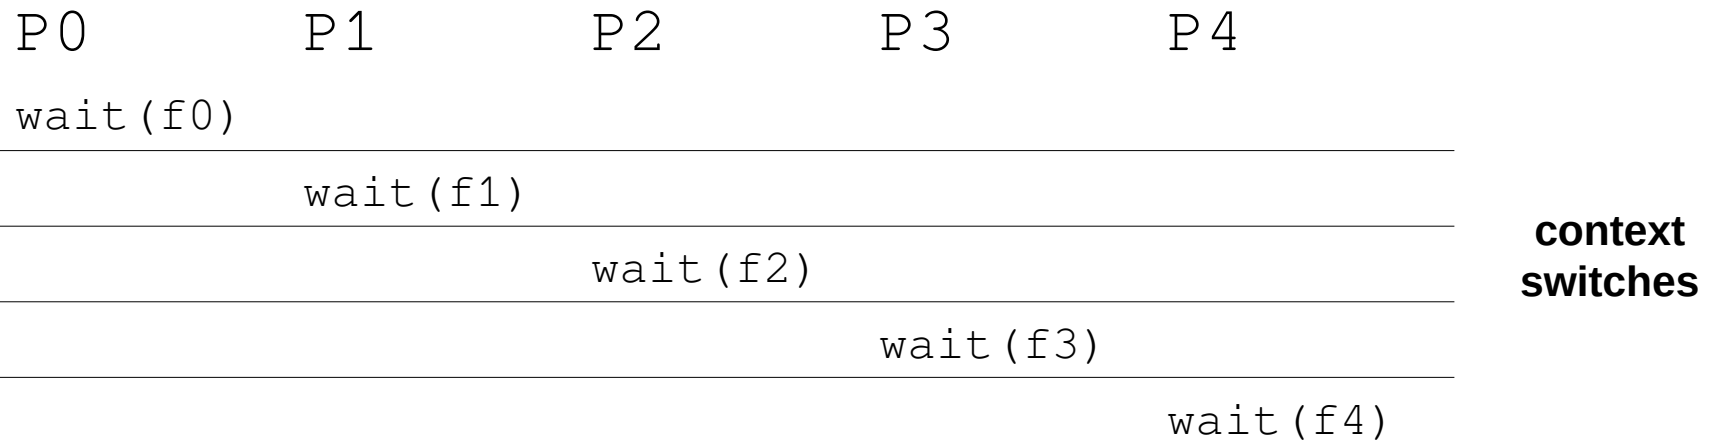 P0 P1 P2 P3 P4
wait(f0)
wait(f1)
wait(f2)
wait(f3)
wait(f4)
context
switches